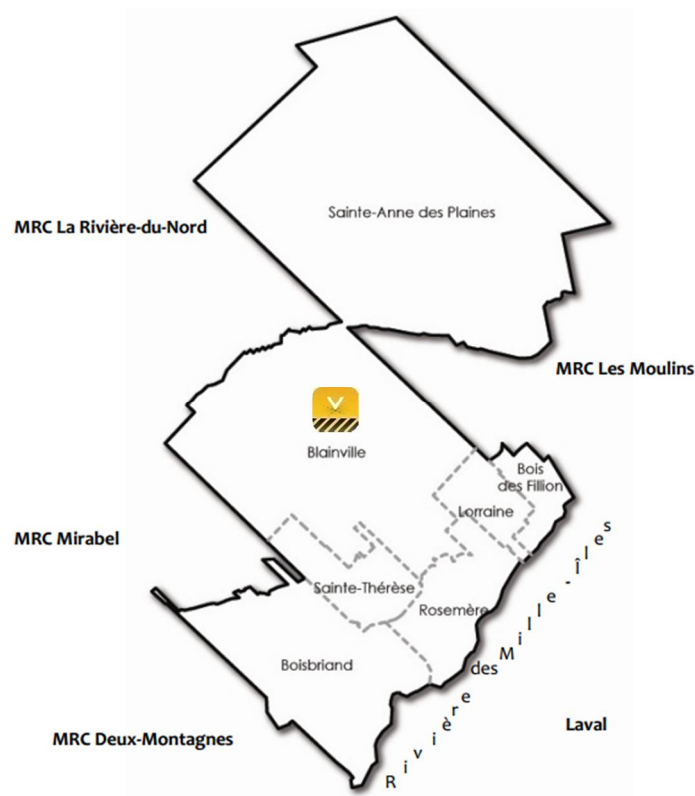 Sainte-Anne des Plaines
MRC La Rivière-du-Nord
MRC Les Moulins
Blainville
Bois
des Fillion
Lorraine
MRC Mirabel
Sainte-Thérèse
Rosemère
Boisbriand
Rivière des Mille-Îles
MRC Deux-Montagnes
Laval